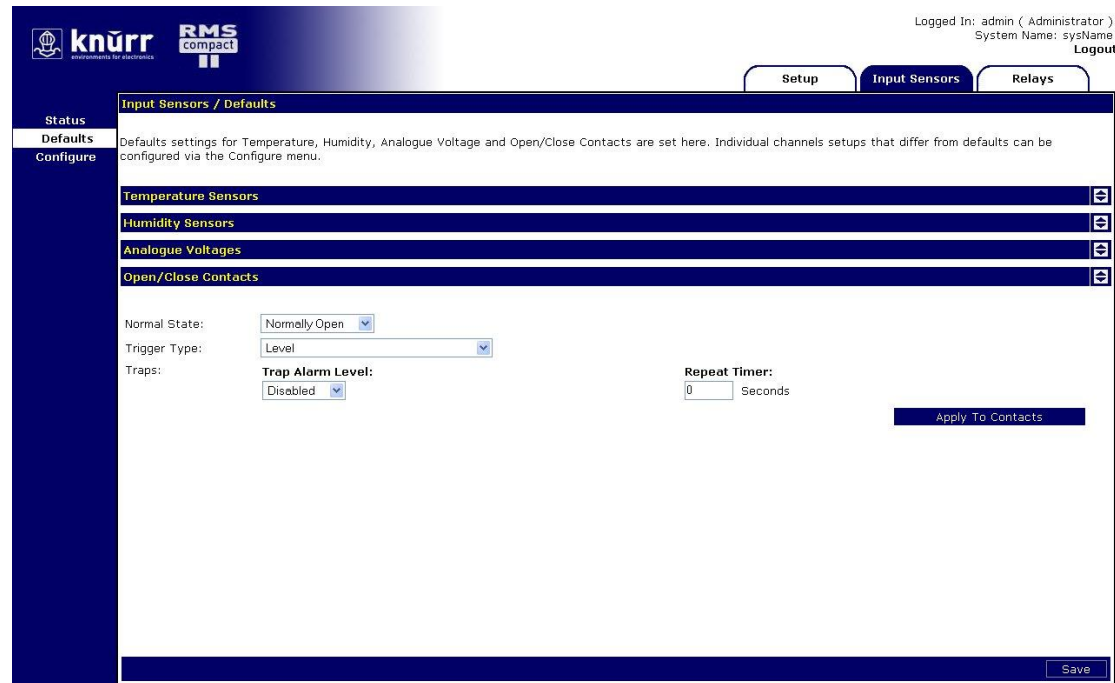 knürr
environments for electronics
RMS
compact
Logged In: admin ( Administrator )
System Name: sysName
Logout
Setup
Input Sensors
Relays
Status
Defaults
Configure
Input Sensors / Defaults
Defaults settings for Temperature, Humidity, Analogue Voltage and Open/Close Contacts are set here. Individual channels setups that differ from defaults can be
configured via the Configure menu.
Temperature Sensors
Humidity Sensors
Analogue Voltages
Open/Close Contacts
Normal State: Normally Open
Trigger Type: Level
Traps: Trap Alarm Level: Repeat Timer:
Disabled 0 Seconds
Apply To Contacts
Save